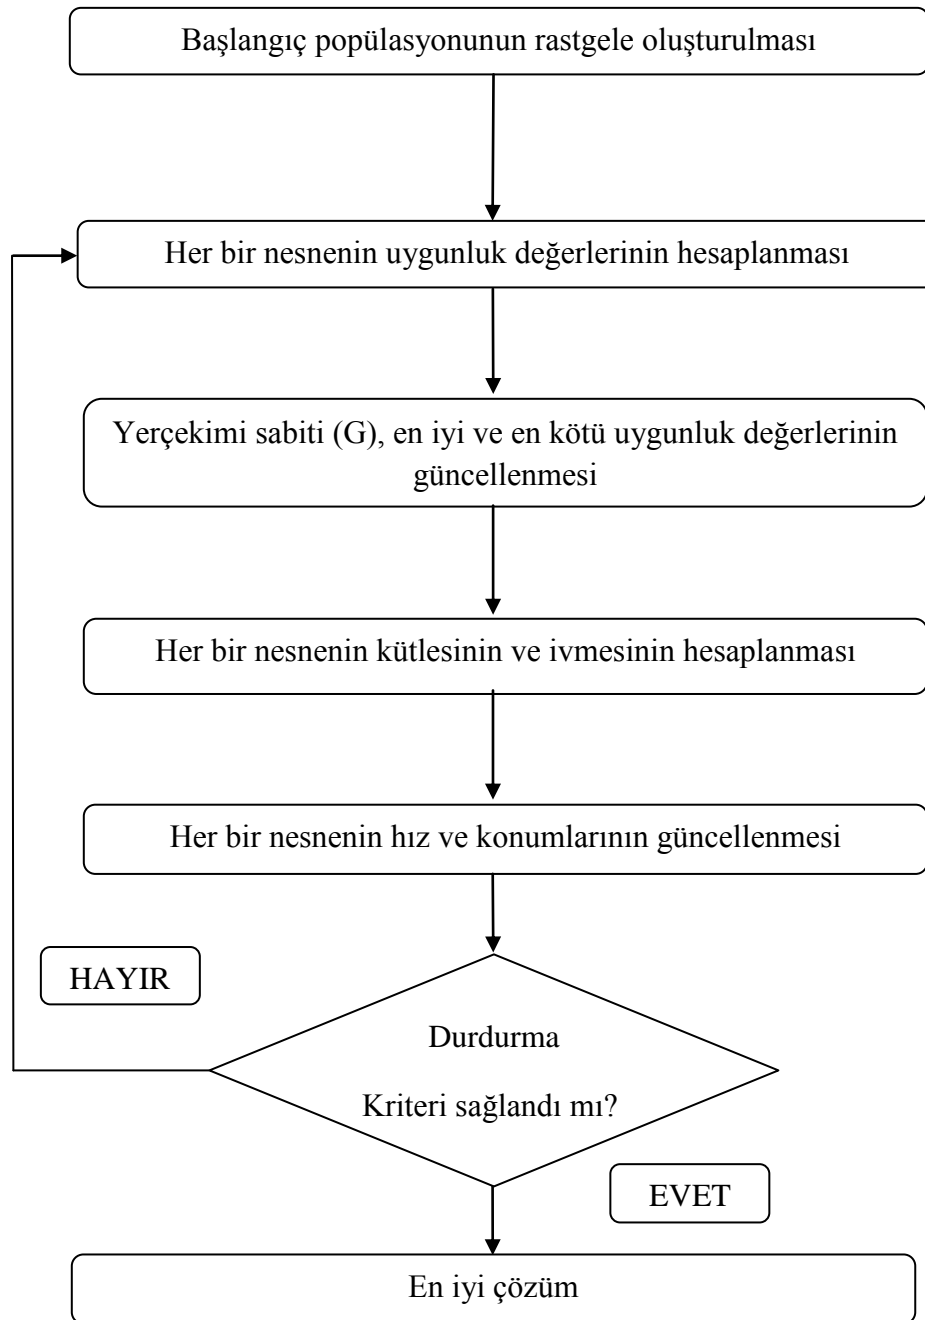 Başlangıç popülasyonunun rastgele oluşturulması
Her bir nesnenin uygunluk değerlerinin hesaplanması
Yerçekimi sabiti (G), en iyi ve en kötü uygunluk değerlerinin
güncellenmesi
Her bir nesnenin kütlesinin ve ivmesinin hesaplanması
Her bir nesnenin hız ve konumlarının güncellenmesi
HAYIR
Durdurma
Kriteri sağlandı mı?
EVET
En iyi çözüm